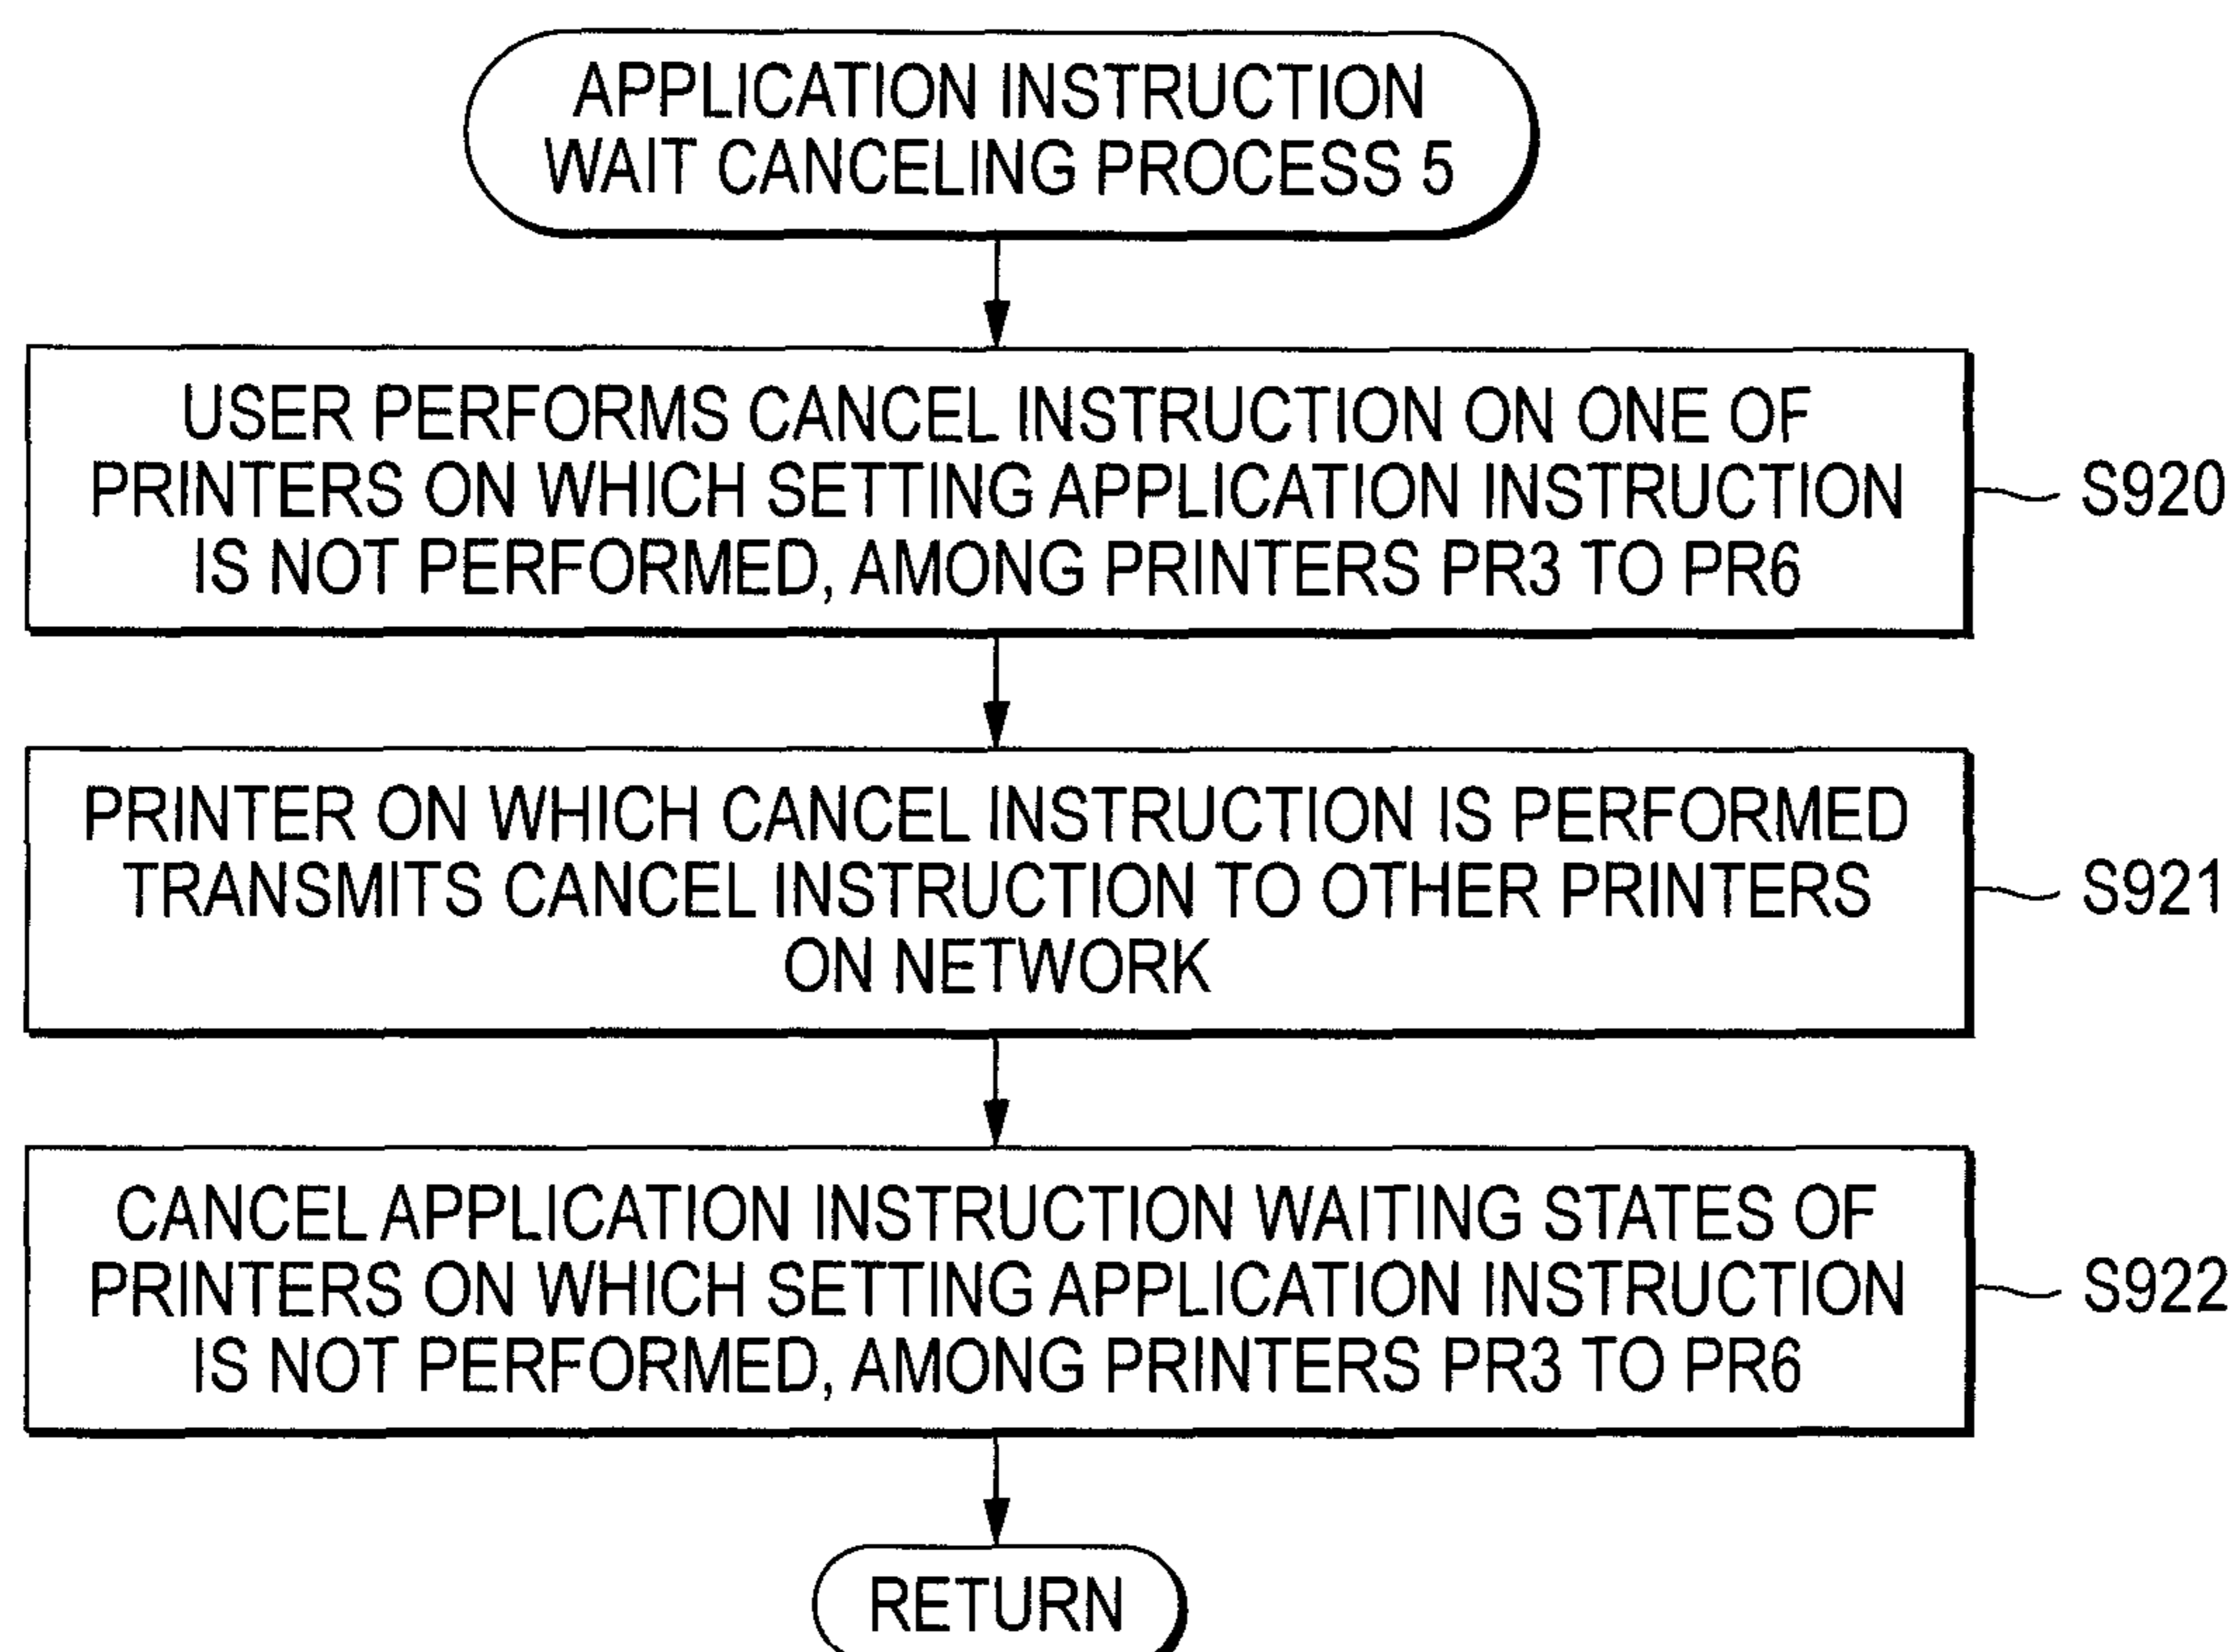 APPLICATION INSTRUCTION
WAIT CANCELING PROCESS 5
USER PERFORMS CANCEL INSTRUCTION ON ONE OF
PRINTERS ON WHICH SETTING APPLICATION INSTRUCTION
IS NOT PERFORMED, AMONG PRINTERS PR3 TO PR6
S920
PRINTER ON WHICH CANCEL INSTRUCTION IS PERFORMED
TRANSMITS CANCEL INSTRUCTION TO OTHER PRINTERS
ON NETWORK
S921
CANCEL APPLICATION INSTRUCTION WAITING STATES OF
PRINTERS ON WHICH SETTING APPLICATION INSTRUCTION
IS NOT PERFORMED, AMONG PRINTERS PR3 TO PR6
S922
RETURN